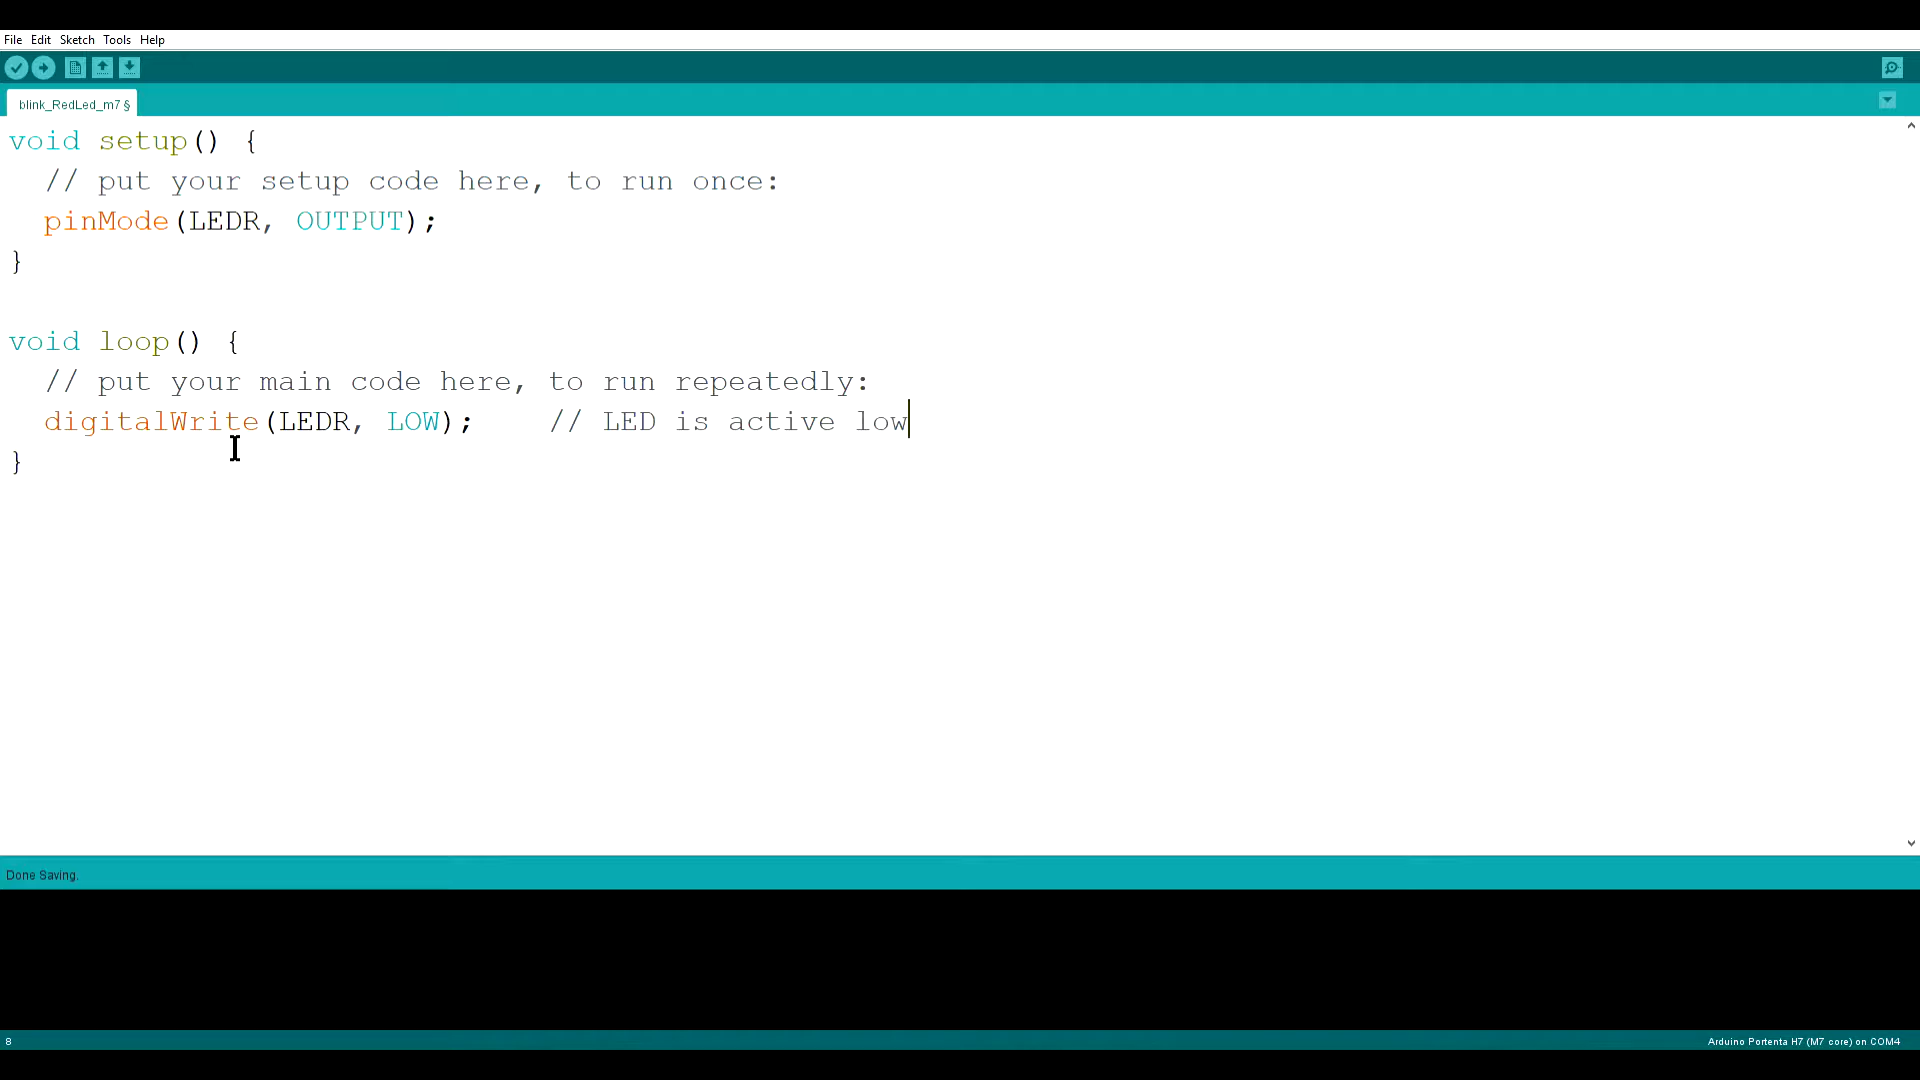 File Edit Sketch Tools Help
blink_RedLed_m7 §
void setup() {
  // put your setup code here, to run once:
  pinMode(LEDR, OUTPUT);
}
void loop() {
  // put your main code here, to run repeatedly:
  digitalWrite(LEDR, LOW);    // LED is active low
}
Done Saving.
8 Arduino Portenta H7 (M7 core) on COM4